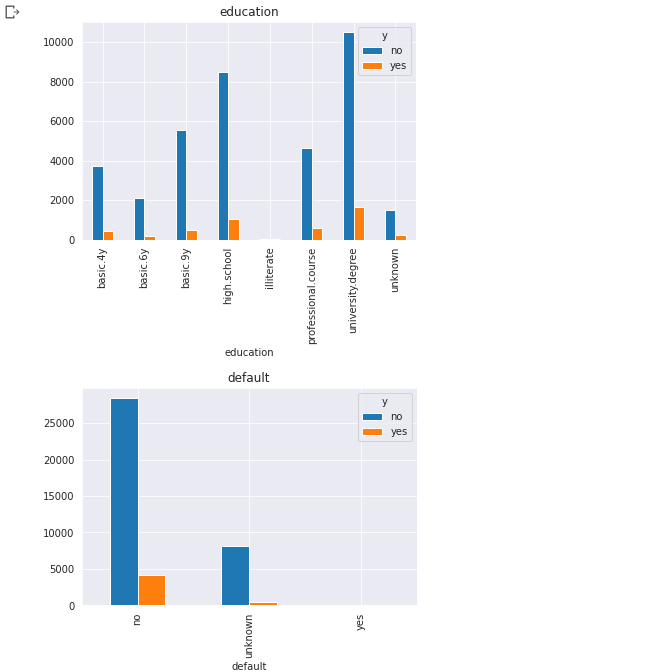 education
y
no
yes
10000
8000
6000
4000
2000
0
basic.4y
basic.6y
basic.9y
high.school
illiterate
professional.course
university.degree
unknown
education
default
y
no
yes
25000
20000
15000
10000
5000
0
no
unknown
yes
default